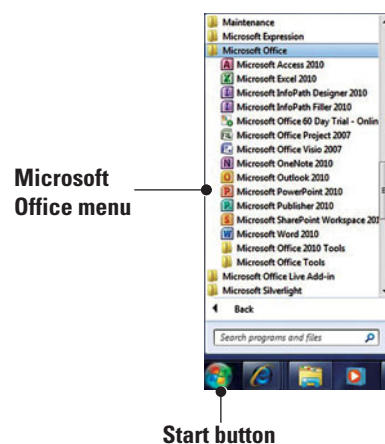 Maintenance
Microsoft Expression
Microsoft Office
Microsoft Access 2010
Microsoft Excel 2010
Microsoft InfoPath Designer 2010
Microsoft InfoPath Filler 2010
Microsoft Office 60 Day Trial - Onlin
Microsoft Office Project 2007
Microsoft Office Visio 2007
Microsoft OneNote 2010
Microsoft Outlook 2010
Microsoft PowerPoint 2010
Microsoft Publisher 2010
Microsoft SharePoint Workspace 201
Microsoft Word 2010
Microsoft Office 2010 Tools
Microsoft Office Tools
Microsoft Office Live Add-in
Microsoft Silverlight
Back
Search programs and files
Microsoft
Office menu
Start button